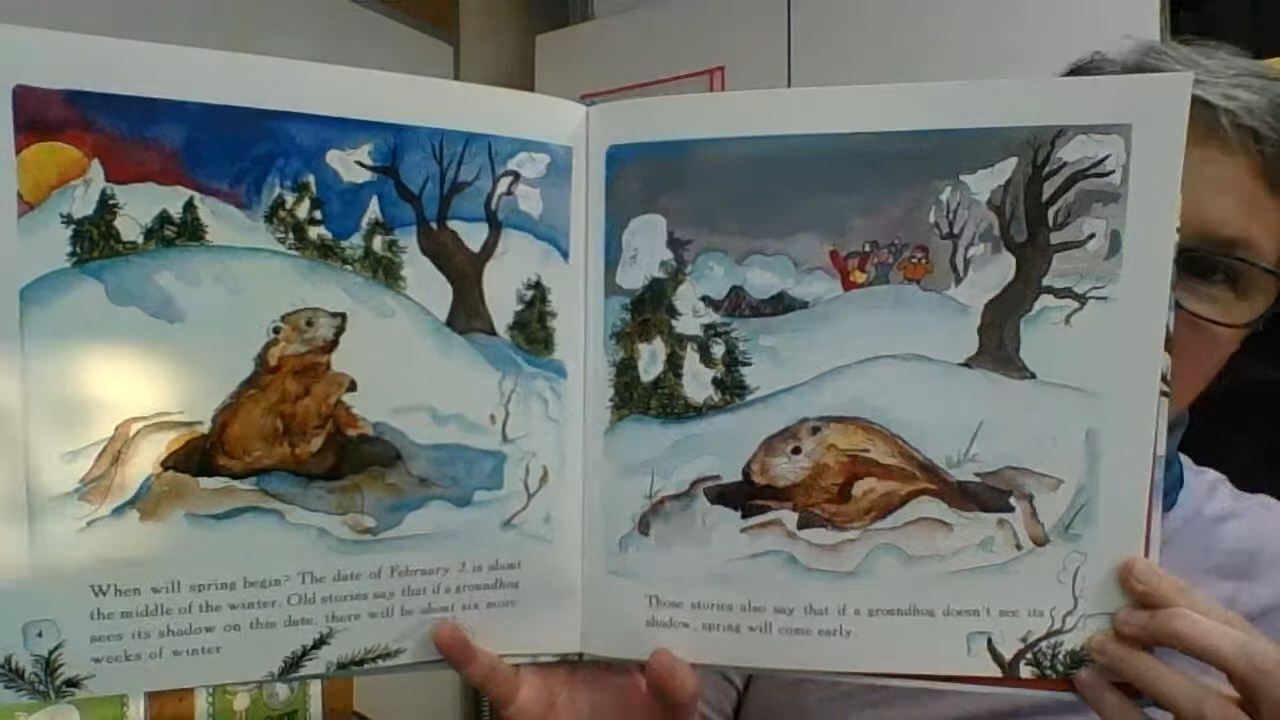 When will spring begin? The date of February 2 is about
the middle of the winter. Old stories say that if a groundhog
sees its shadow on this date, there will be about six more
weeks of winter.
4
Those stories also say that if a groundhog doesn't see its
shadow, spring will come early.